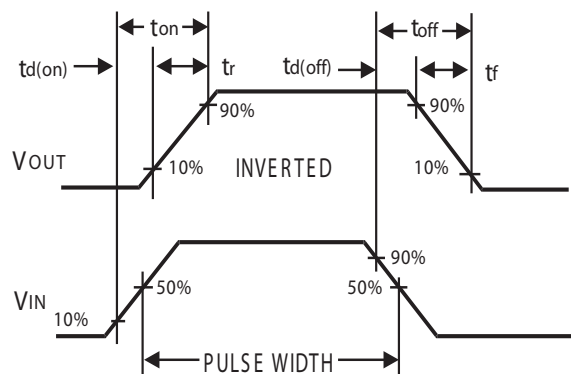 ton toff
td(on) tr td(off) tf
90% 90%
VOUT 10% INVERTED 10%
90%
50% 50%
VIN
10%
PULSE WIDTH